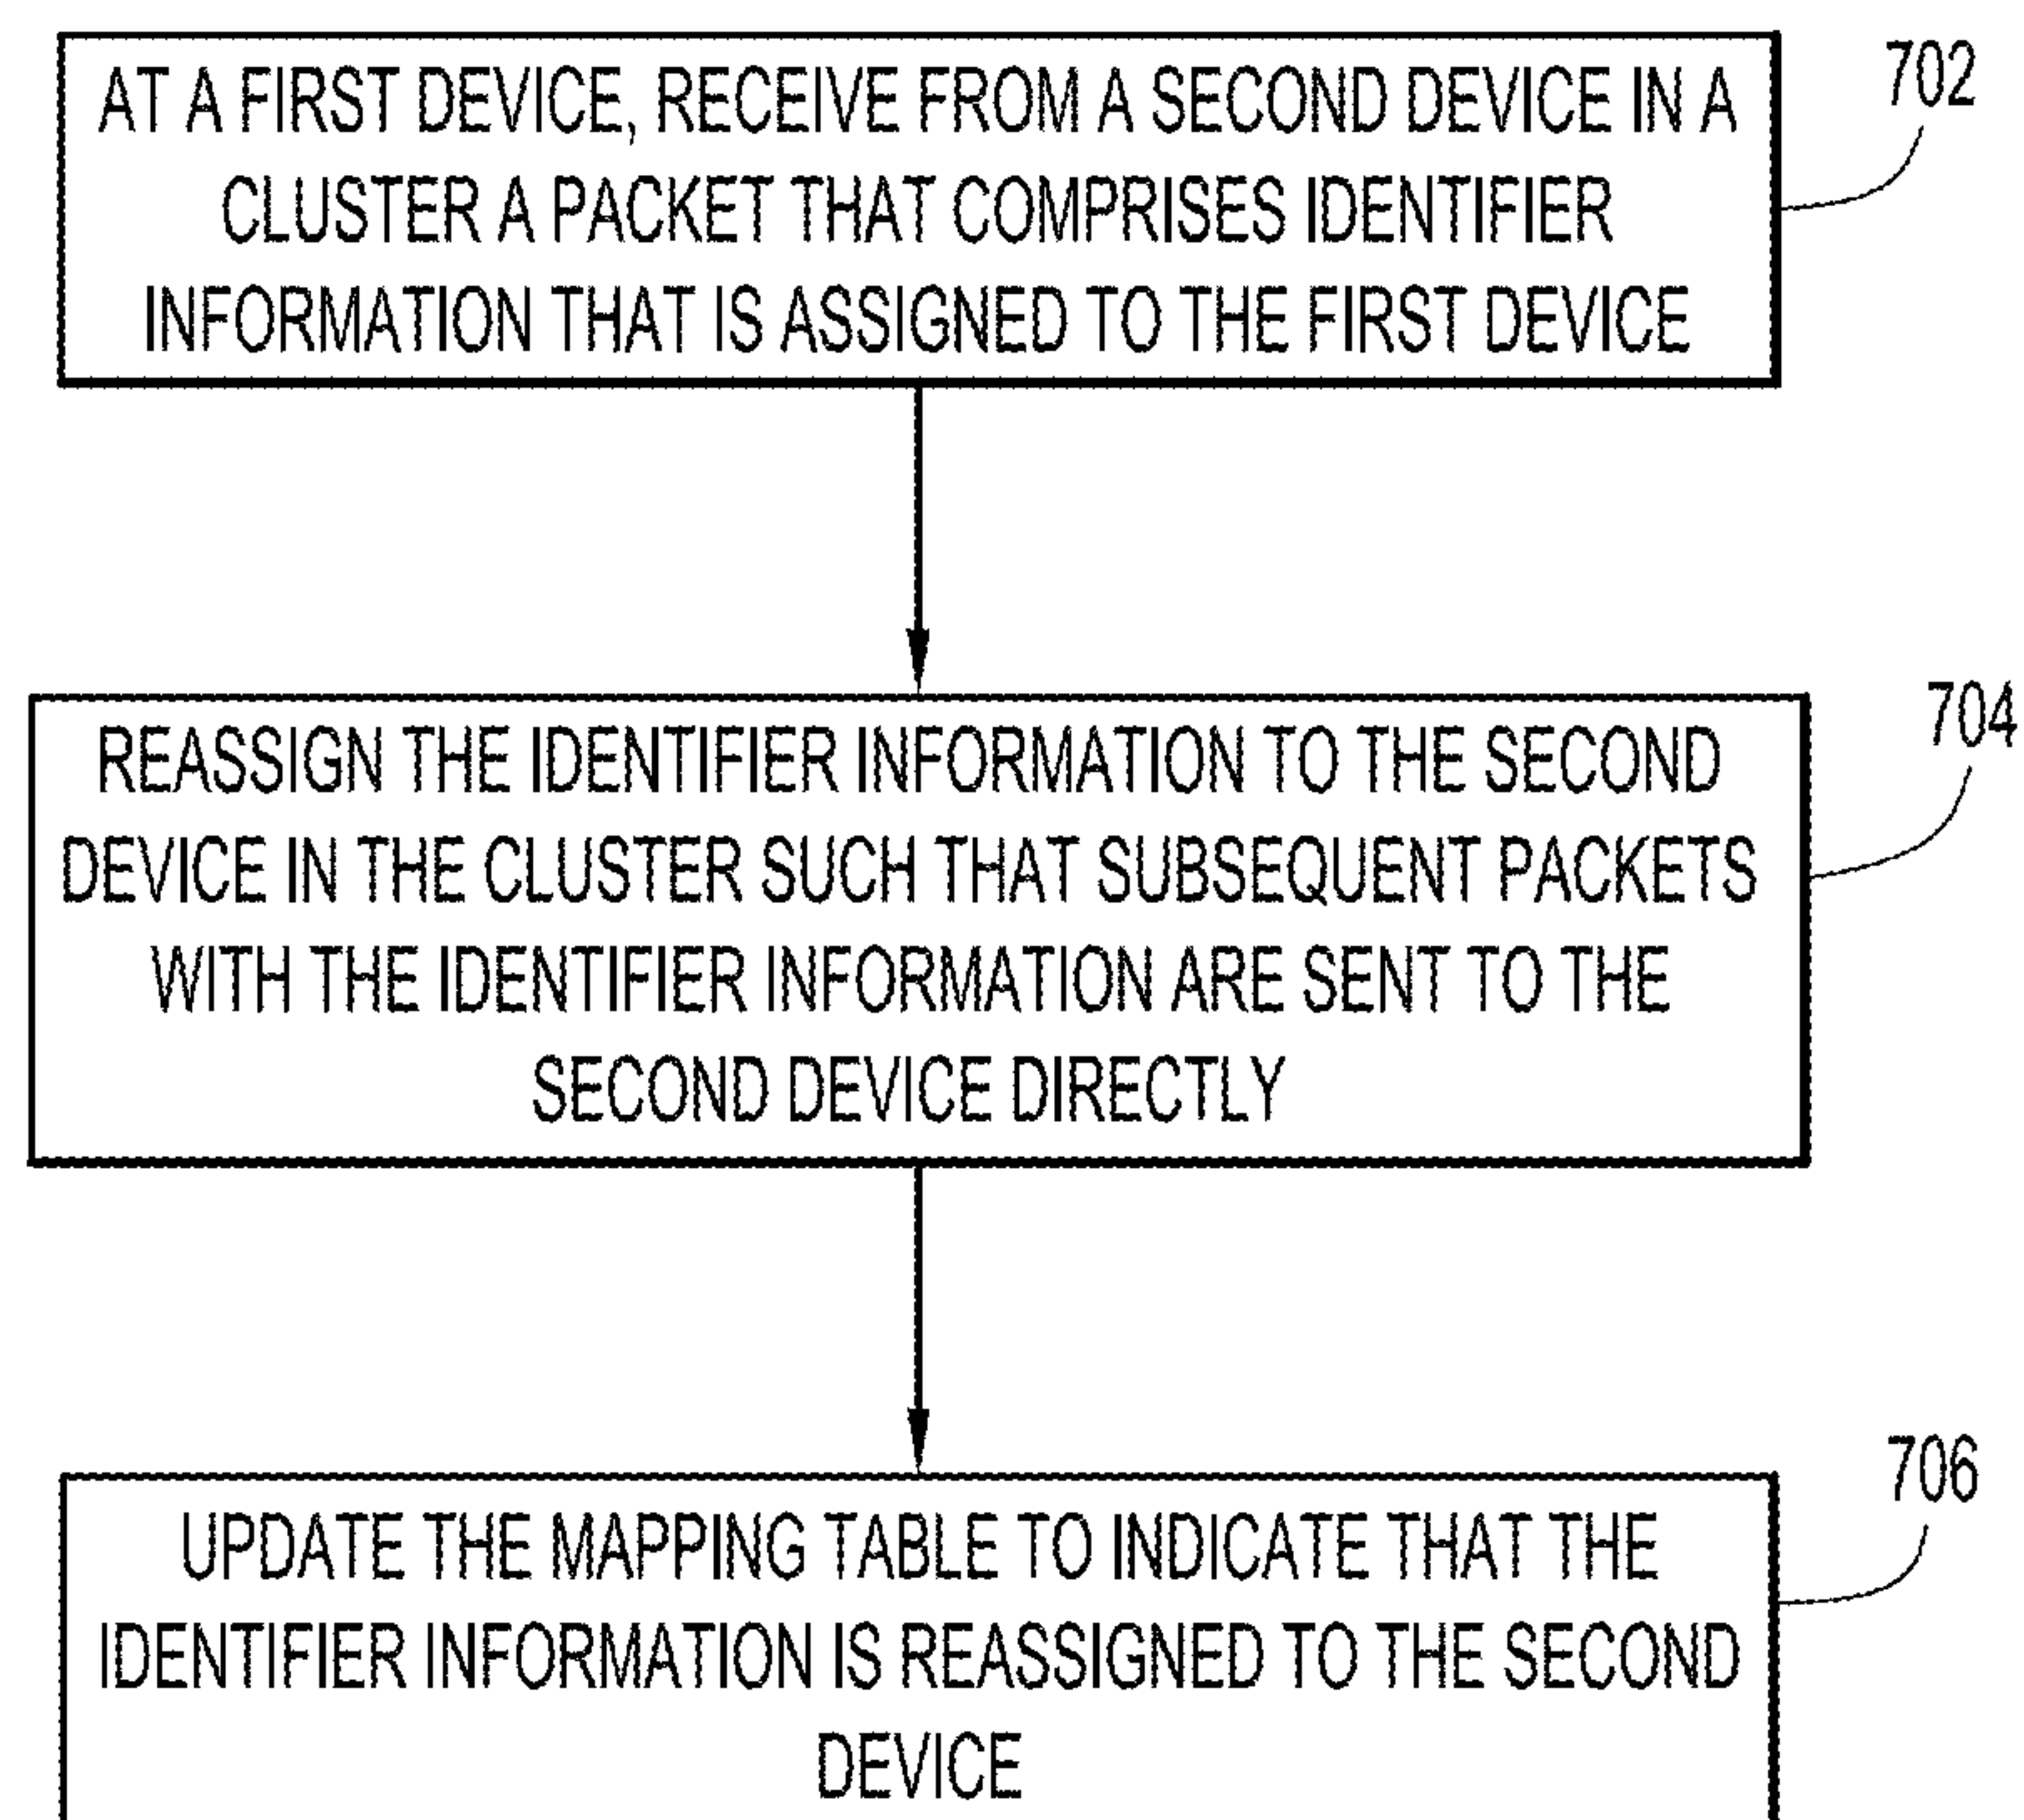 AT A FIRST DEVICE, RECEIVE FROM A SECOND DEVICE IN A
CLUSTER A PACKET THAT COMPRISES IDENTIFIER
INFORMATION THAT IS ASSIGNED TO THE FIRST DEVICE
702
REASSIGN THE IDENTIFIER INFORMATION TO THE SECOND
DEVICE IN THE CLUSTER SUCH THAT SUBSEQUENT PACKETS
WITH THE IDENTIFIER INFORMATION ARE SENT TO THE
SECOND DEVICE DIRECTLY
704
UPDATE THE MAPPING TABLE TO INDICATE THAT THE
IDENTIFIER INFORMATION IS REASSIGNED TO THE SECOND
DEVICE
706